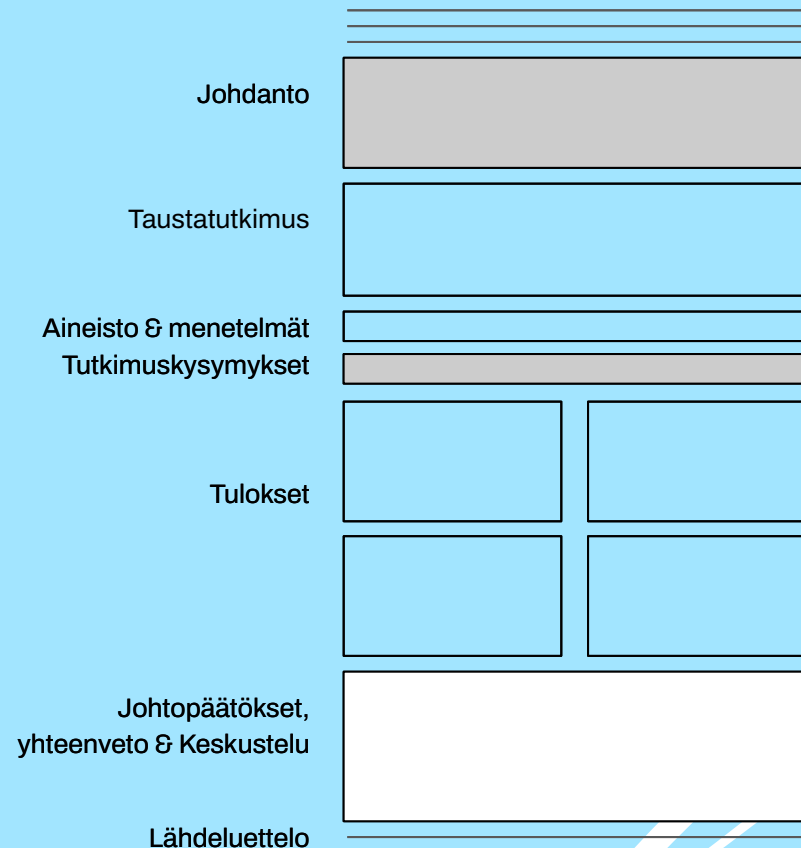 Johdanto
Taustatutkimus
Aineisto & menetelmät
Tutkimuskysymykset
Tulokset
Johtopäätökset,
yhteenveto & Keskustelu
Lähdeluettelo